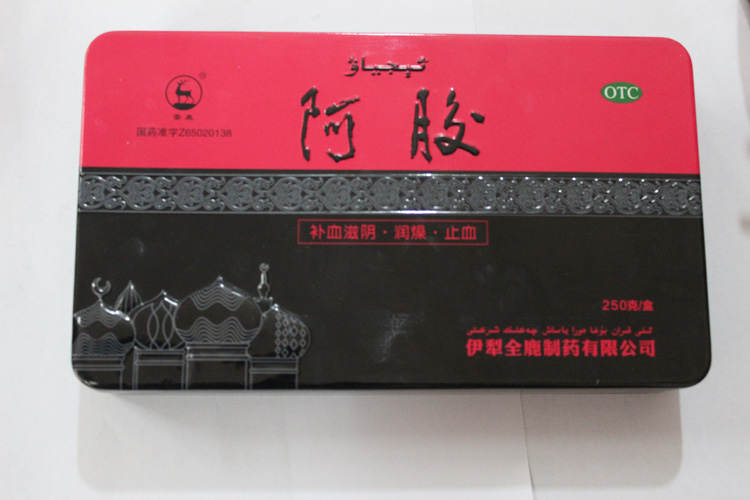 ئېجياۋ
阿胶
OTC
国药准字Z65020138
补血滋阴·润燥·止血
250克/盒
伊犁全鹿制药有限公司